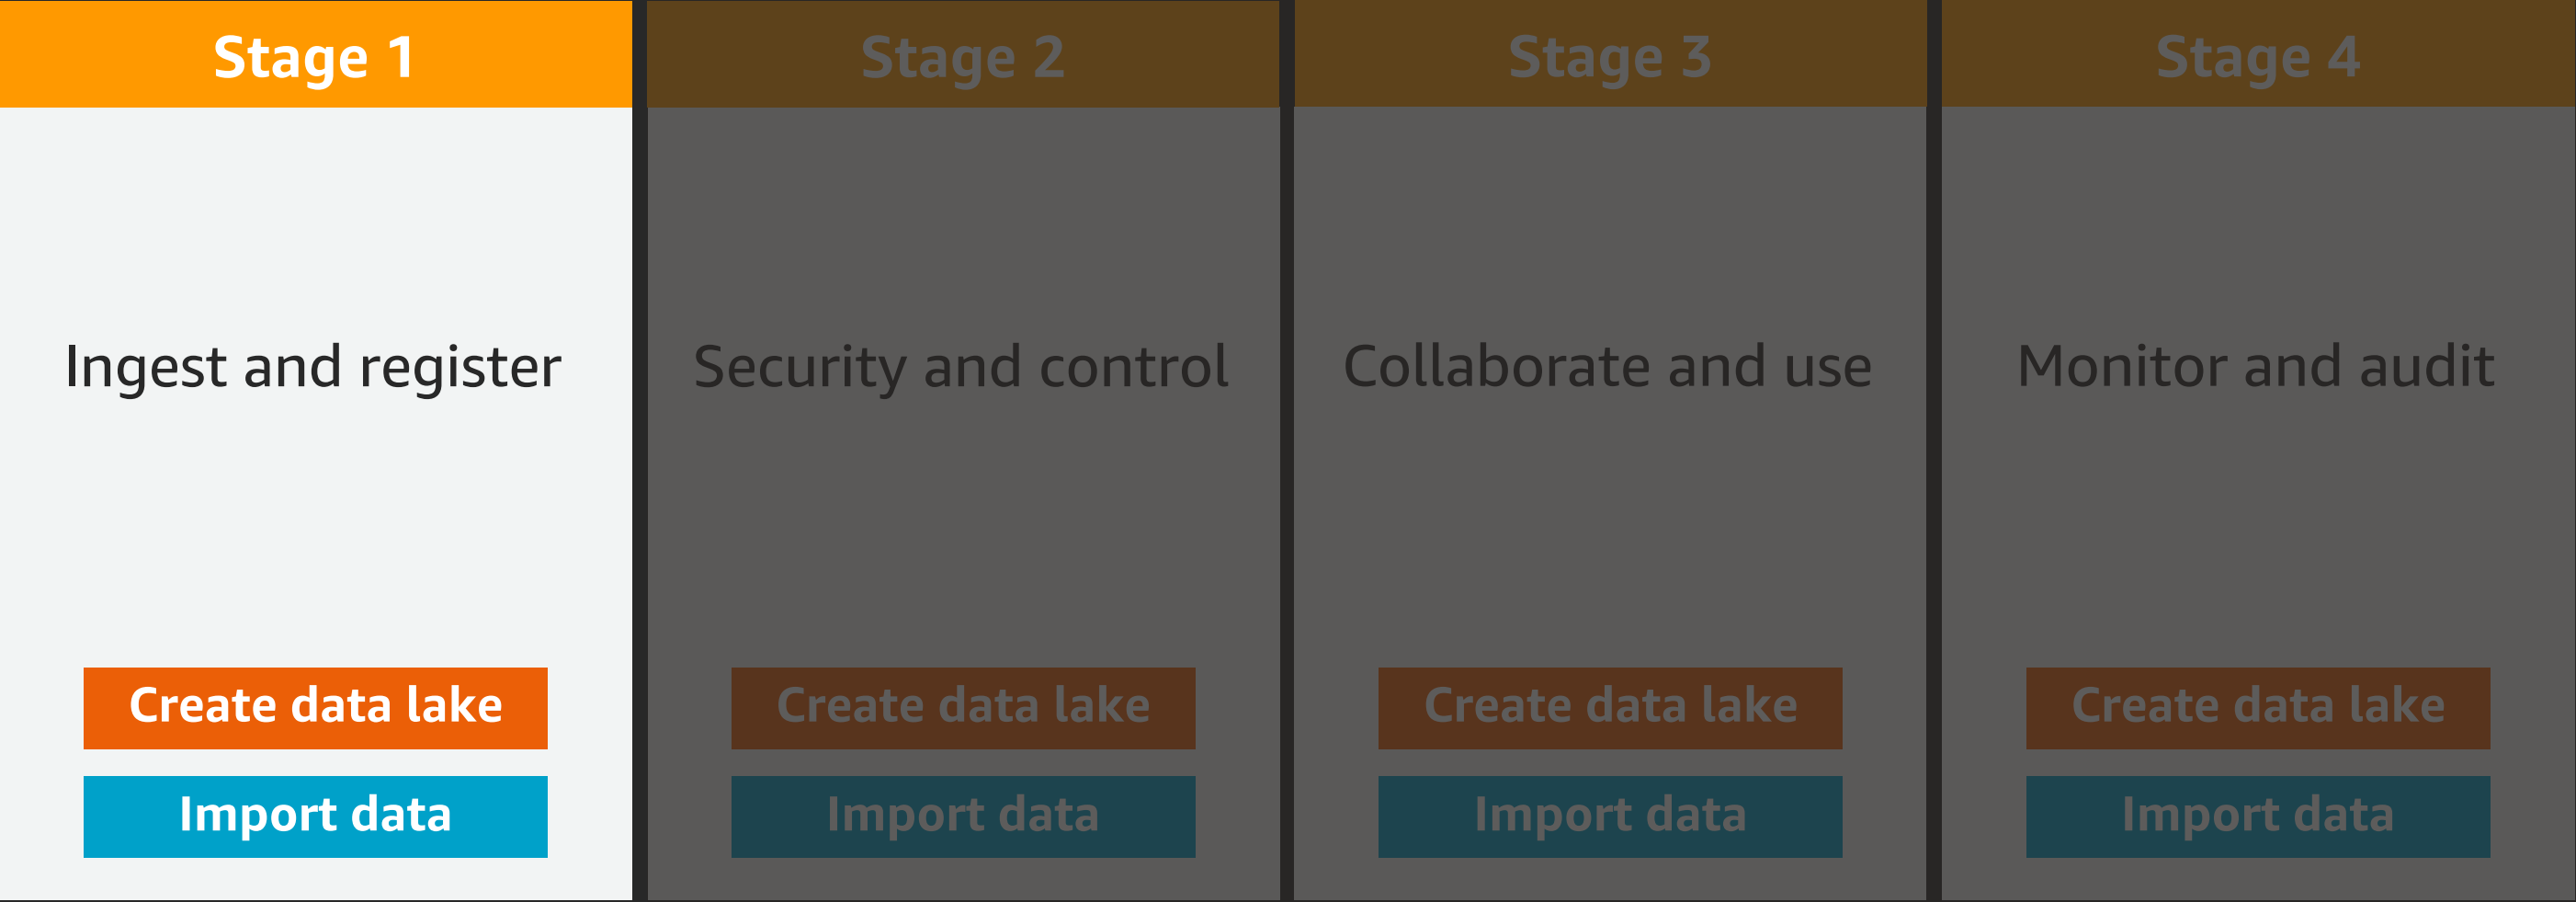 Stage 1
Ingest and register
Create data lake
Import data
Stage 2
Security and control
Create data lake
Import data
Stage 3
Collaborate and use
Create data lake
Import data
Stage 4
Monitor and audit
Create data lake
Import data